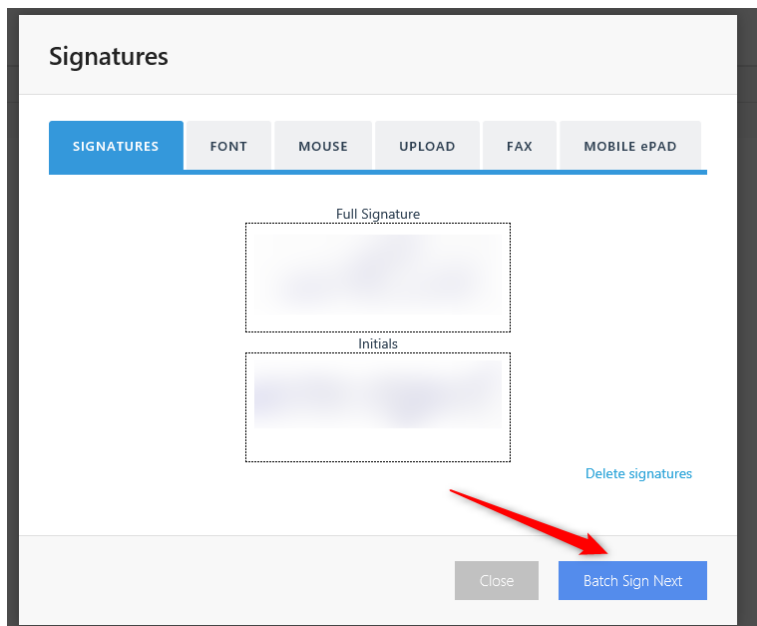 Signatures
SIGNATURES FONT MOUSE UPLOAD FAX MOBILE ePAD
Full Signature
Initials
Delete signatures
Close Batch Sign Next